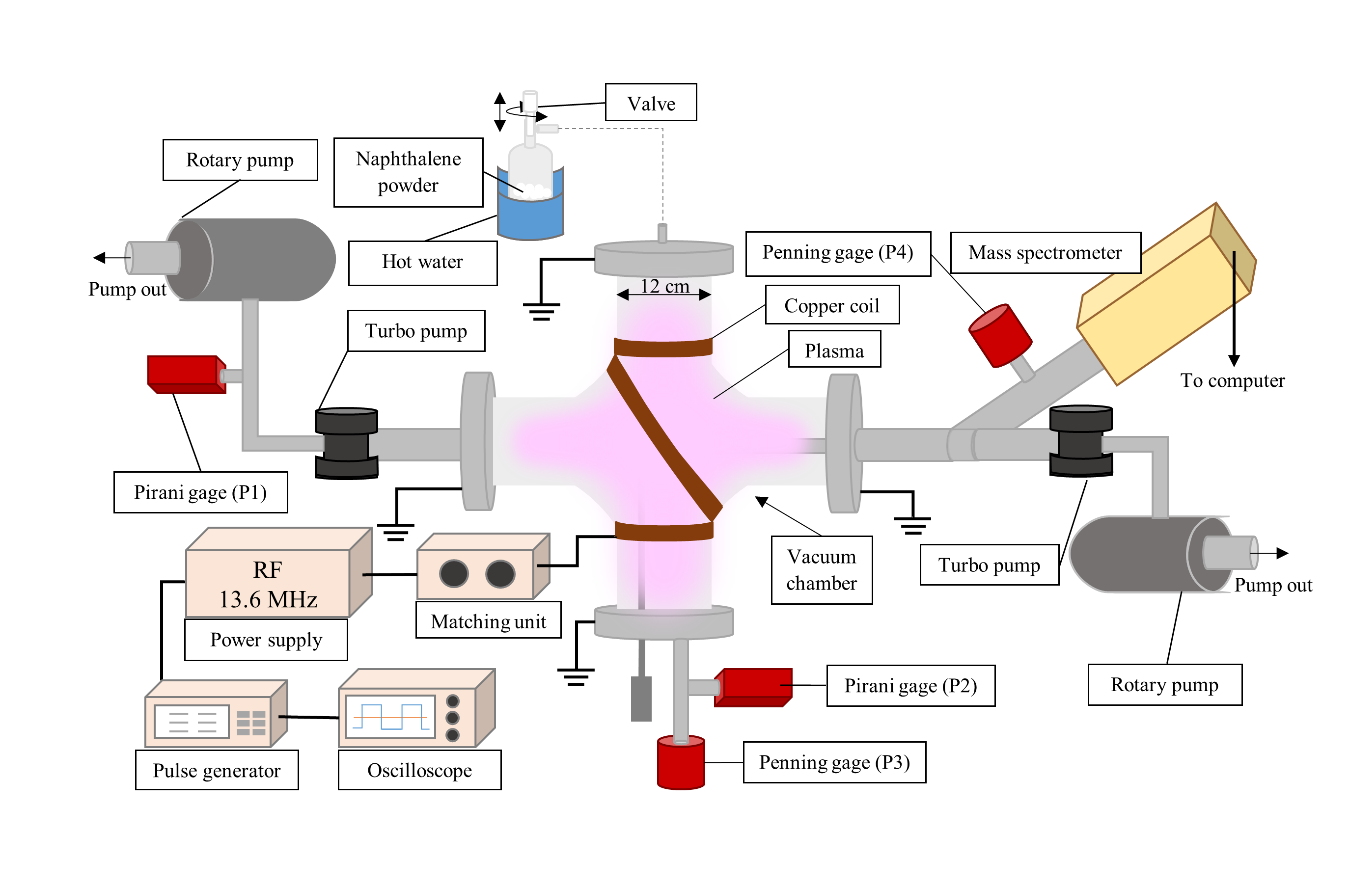 Valve
Rotary pump
Naphthalene
powder
Hot water
Pump out
Penning gage (P4)
Mass spectrometer
12 cm
Copper coil
Turbo pump
Plasma
To computer
Pirani gage (P1)
Vacuum
chamber
Turbo pump
Pump out
RF
13.6 MHz
Power supply
Matching unit
Pirani gage (P2)
Rotary pump
Pulse generator
Oscilloscope
Penning gage (P3)